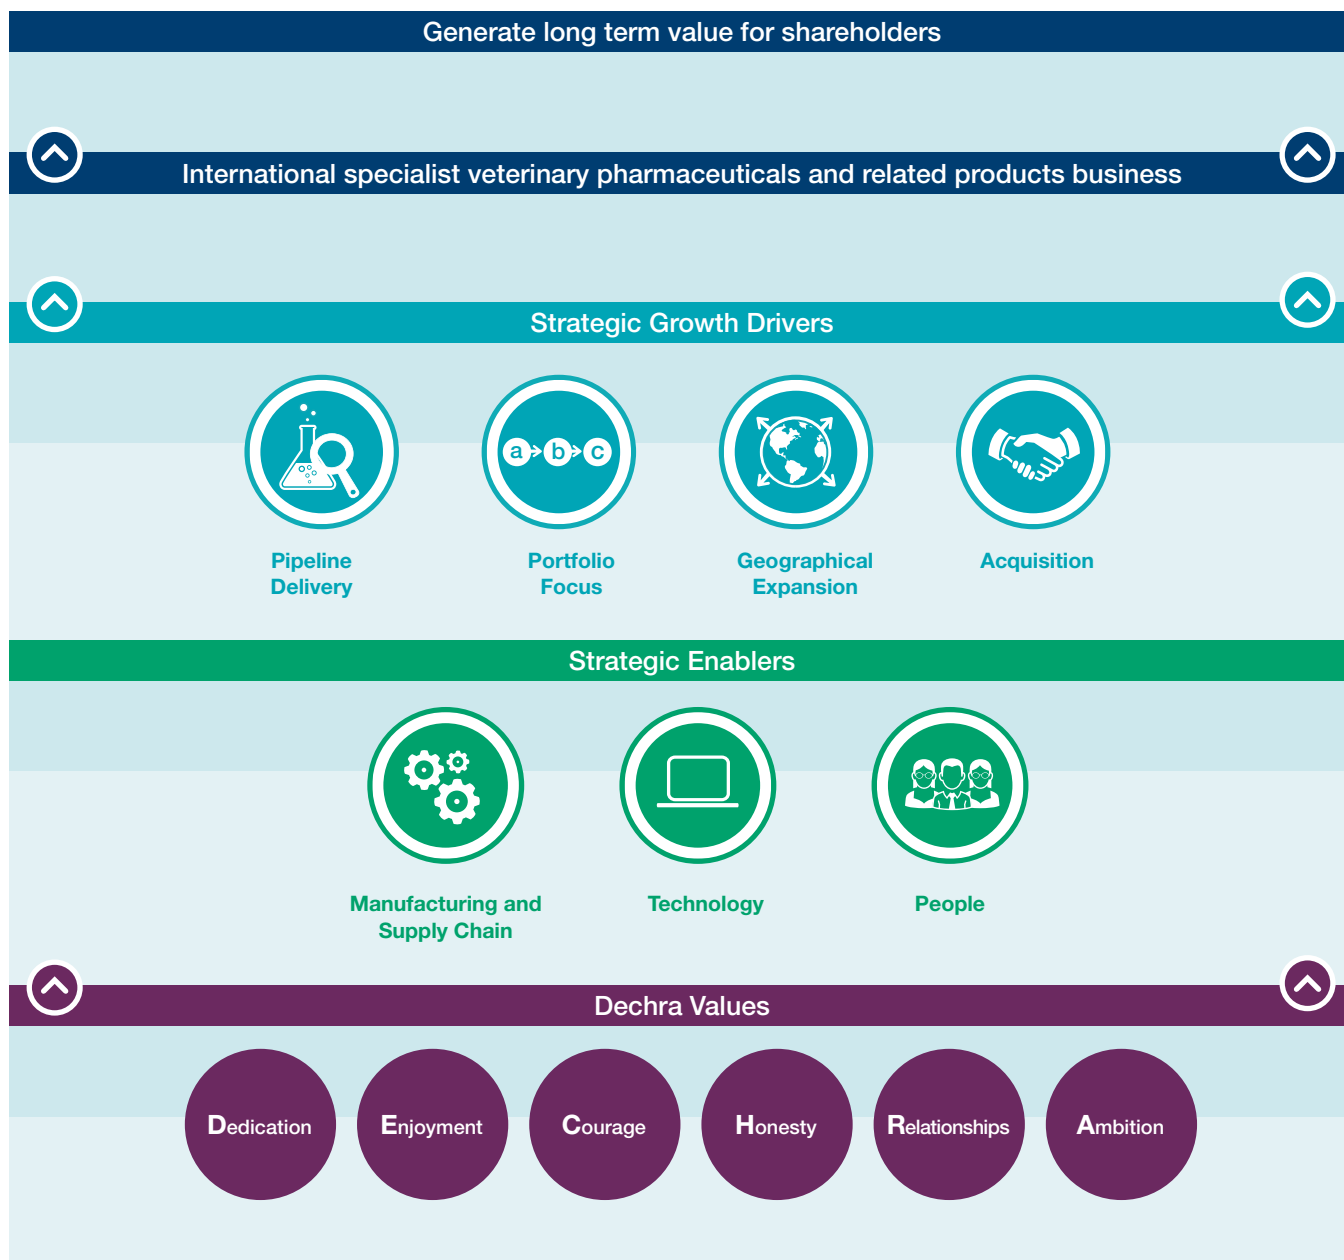 Generate long term value for shareholders
International specialist veterinary pharmaceuticals and related products business
Strategic Growth Drivers
a b c
Pipeline
Delivery
Portfolio
Focus
Geographical
Expansion
Acquisition
Strategic Enablers
Manufacturing and
Supply Chain
Technology
People
Dechra Values
Dedication
Enjoyment
Courage
Honesty
Relationships
Ambition